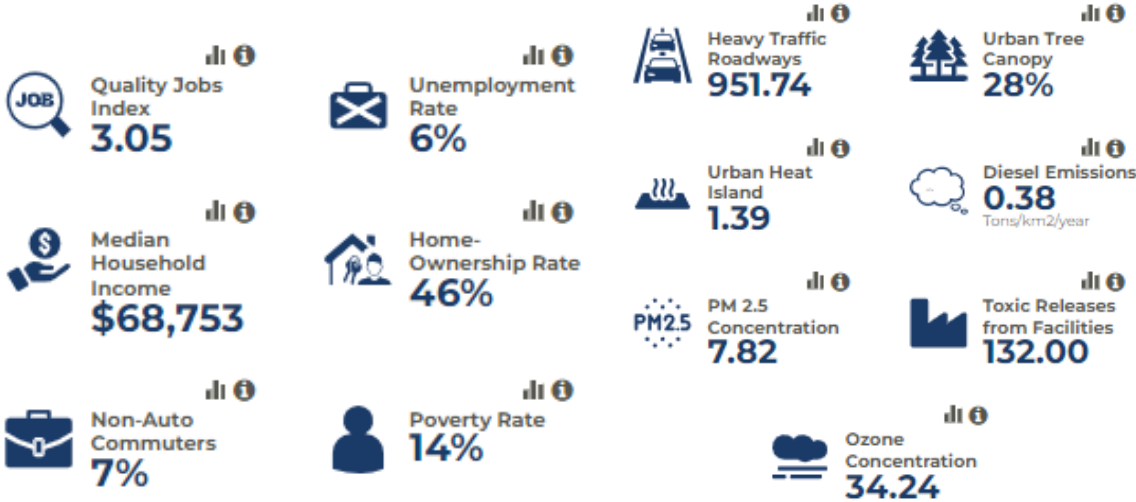 JOB
Quality Jobs
Index
3.05
Unemployment
Rate
6%
Median
Household
Income
$68,753
Home-
Ownership Rate
46%
Non-Auto
Commuters
7%
Poverty Rate
14%
Heavy Traffic
Roadways
951.74
Urban Tree
Canopy
28%
Urban Heat
Island
1.39
Diesel Emissions
0.38
Tons/km2/year
PM2.5
PM 2.5
Concentration
7.82
Toxic Releases
from Facilities
132.00
Ozone
Concentration
34.24